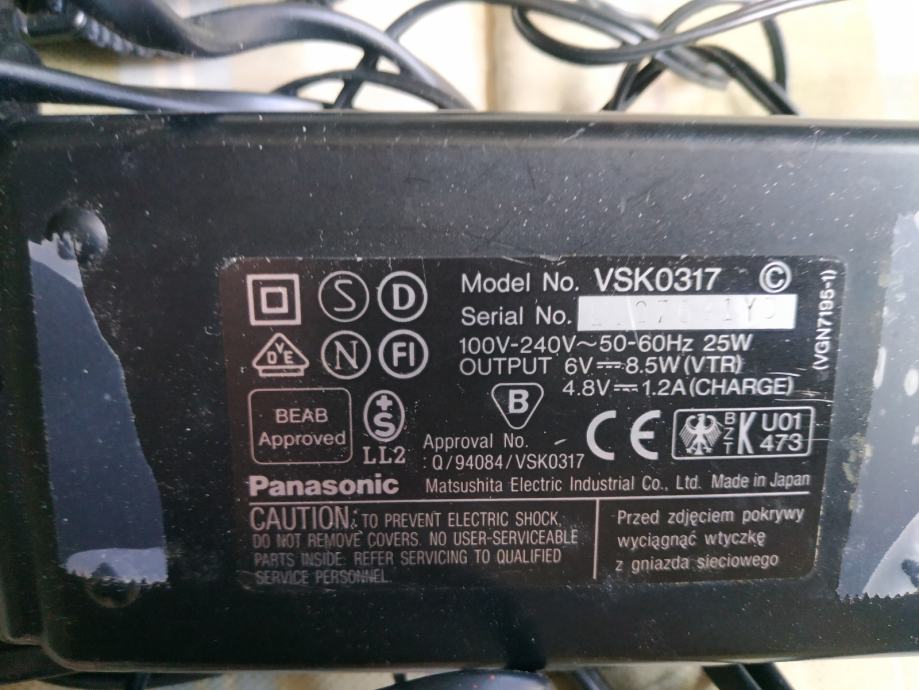 Model No. VSK0317 ©
Serial No.
100V-240V~50-60Hz 25W
OUTPUT 6V⎓8.5W(VTR)
4.8V⎓1.2A(CHARGE)
(VGN7195-1)
S D
DVE N FI
BEAB
Approved
+S
LL2
B
Approval No.
: Q/94084/VSK0317
CE
BZT K U01
473
Panasonic Matsushita Electric Industrial Co., Ltd. Made in Japan
CAUTION: TO PREVENT ELECTRIC SHOCK,
DO NOT REMOVE COVERS. NO USER-SERVICEABLE
PARTS INSIDE. REFER SERVICING TO QUALIFIED
SERVICE PERSONNEL.
Przed zdjęciem pokrywy
wyciągnąć wtyczkę
z gniazda sieciowego